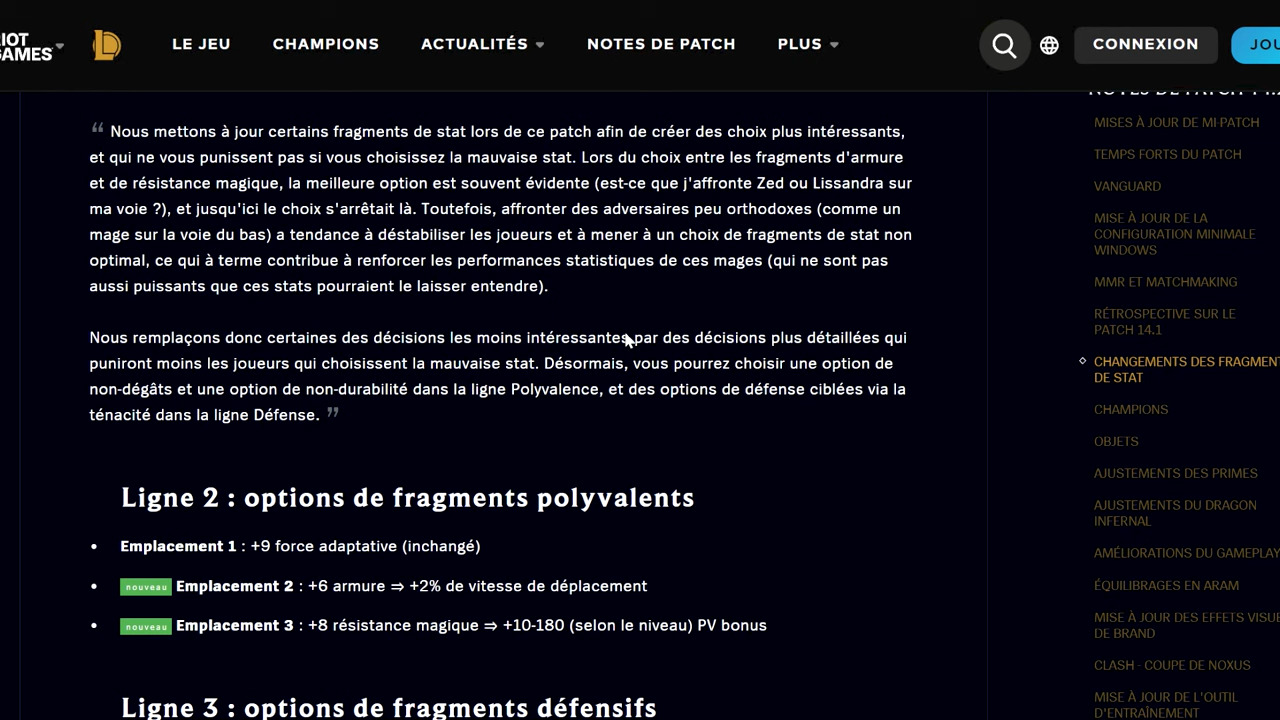 RIOT
GAMES
LE JEU
CHAMPIONS
ACTUALITÉS
NOTES DE PATCH
PLUS
CONNEXION
“ Nous mettons à jour certains fragments de stat lors de ce patch afin de créer des choix plus intéressants,
et qui ne vous punissent pas si vous choisissez la mauvaise stat. Lors du choix entre les fragments d'armure
et de résistance magique, la meilleure option est souvent évidente (est-ce que j'affronte Zed ou Lissandra sur
ma voie ?), et jusqu'ici le choix s'arrêtait là. Toutefois, affronter des adversaires peu orthodoxes (comme un
mage sur la voie du bas) a tendance à déstabiliser les joueurs et à mener à un choix de fragments de stat non
optimal, ce qui à terme contribue à renforcer les performances statistiques de ces mages (qui ne sont pas
aussi puissants que ces stats pourraient le laisser entendre).
Nous remplaçons donc certaines des décisions les moins intéressantes par des décisions plus détaillées qui
puniront moins les joueurs qui choisissent la mauvaise stat. Désormais, vous pourrez choisir une option de
non-dégâts et une option de non-durabilité dans la ligne Polyvalence, et des options de défense ciblées via la
ténacité dans la ligne Défense. ”
Ligne 2 : options de fragments polyvalents
• Emplacement 1 : +9 force adaptative (inchangé)
• nouveau Emplacement 2 : +6 armure ⇒ +2% de vitesse de déplacement
• nouveau Emplacement 3 : +8 résistance magique ⇒ +10-180 (selon le niveau) PV bonus
Ligne 3 : options de fragments défensifs
NOTES DE PATCH
MISES À JOUR DE MI-PATCH
TEMPS FORTS DU PATCH
VANGUARD
MISE À JOUR DE LA
CONFIGURATION MINIMALE
WINDOWS
MMR ET MATCHMAKING
RÉTROSPECTIVE SUR LE
PATCH 14.1
CHANGEMENTS DES FRAGMENT
DE STAT
CHAMPIONS
OBJETS
AJUSTEMENTS DES PRIMES
AJUSTEMENTS DU DRAGON
INFERNAL
AMÉLIORATIONS DU GAMEPLAY
ÉQUILIBRAGES EN ARAM
MISE À JOUR DES EFFETS VISUE
DE BRAND
CLASH - COUPE DE NOXUS
MISE À JOUR DE L'OUTIL
D'ENTRAÎNEMENT